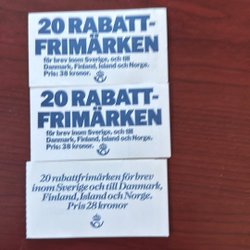 20 RABATT-
FRIMÄRKEN
för brev inom Sverige, och till
Danmark, Finland, Island och Norge.
Pris: 38 kronor.
20 RABATT-
FRIMÄRKEN
för brev inom Sverige, och till
Danmark, Finland, Island och Norge.
Pris: 38 kronor.
20 rabattfrimärken för brev
inom Sverige och till Danmark,
Finland, Island och Norge.
Pris 28 kronor